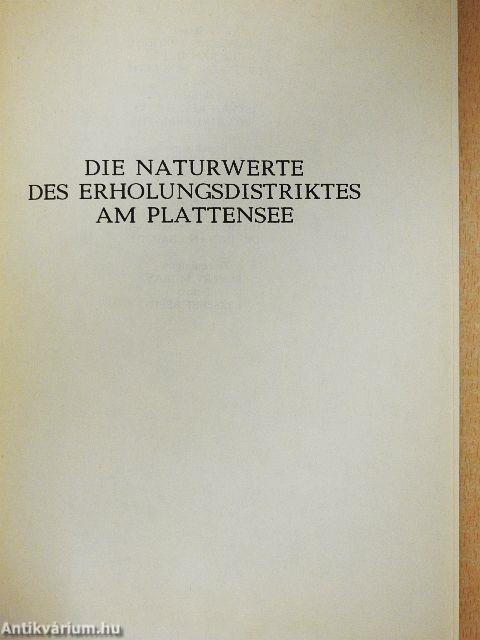 DIE NATURWERTE
DES ERHOLUNGSDISTRIKTES
AM PLATTENSEE
Antikvárium.hu